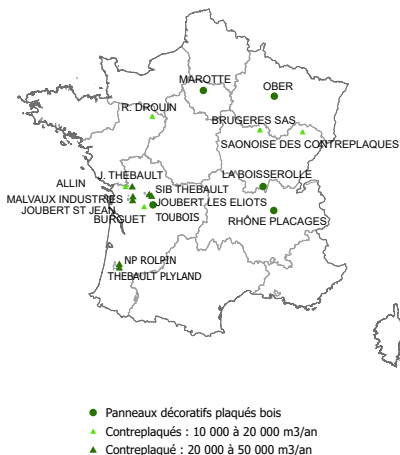 MAROTTE
OBER
R. DROUIN
BRUGERES SAS
SAONOISE DES CONTREPLAQUES
J. THEBAULT
LA BOISSEROLLE
ALLIN
SIB THEBAULT
MALVAUX INDUSTRIES
JOUBERT LES ELIOTS
JOUBERT ST JEAN
BURGUET
TOUBOIS
RHÔNE PLACAGES
NP ROLPIN
THEBAULT PLYLAND
Panneaux décoratifs plaqués bois
Contreplaqués : 10 000 à 20 000 m3/an
Contreplaqué : 20 000 à 50 000 m3/an